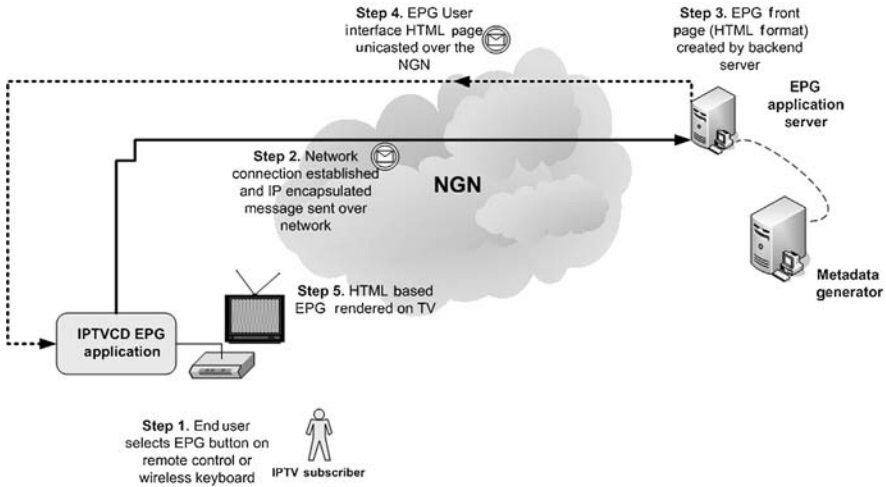 Step 4. EPG User
interface HTML page
unicasted over the
NGN
Step 3. EPG front
page (HTML format)
created by backend
server
EPG
application
server
Step 2. Network
connection established
and IP encapsulated
message sent over
network
NGN
Metadata
generator
Step 5. HTML based
EPG rendered on TV
IPTVCD EPG
application
Step 1. End user
selects EPG button on
remote control or
wireless keyboard
IPTV subscriber